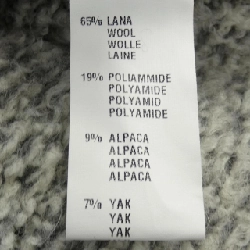 65% LANA
WOOL
WOLLE
LAINE
19% POLIAMMIDE
POLYAMIDE
POLYAMID
POLYAMIDE
9% ALPACA
ALPACA
ALPACA
ALPACA
7% YAK
YAK
YAK